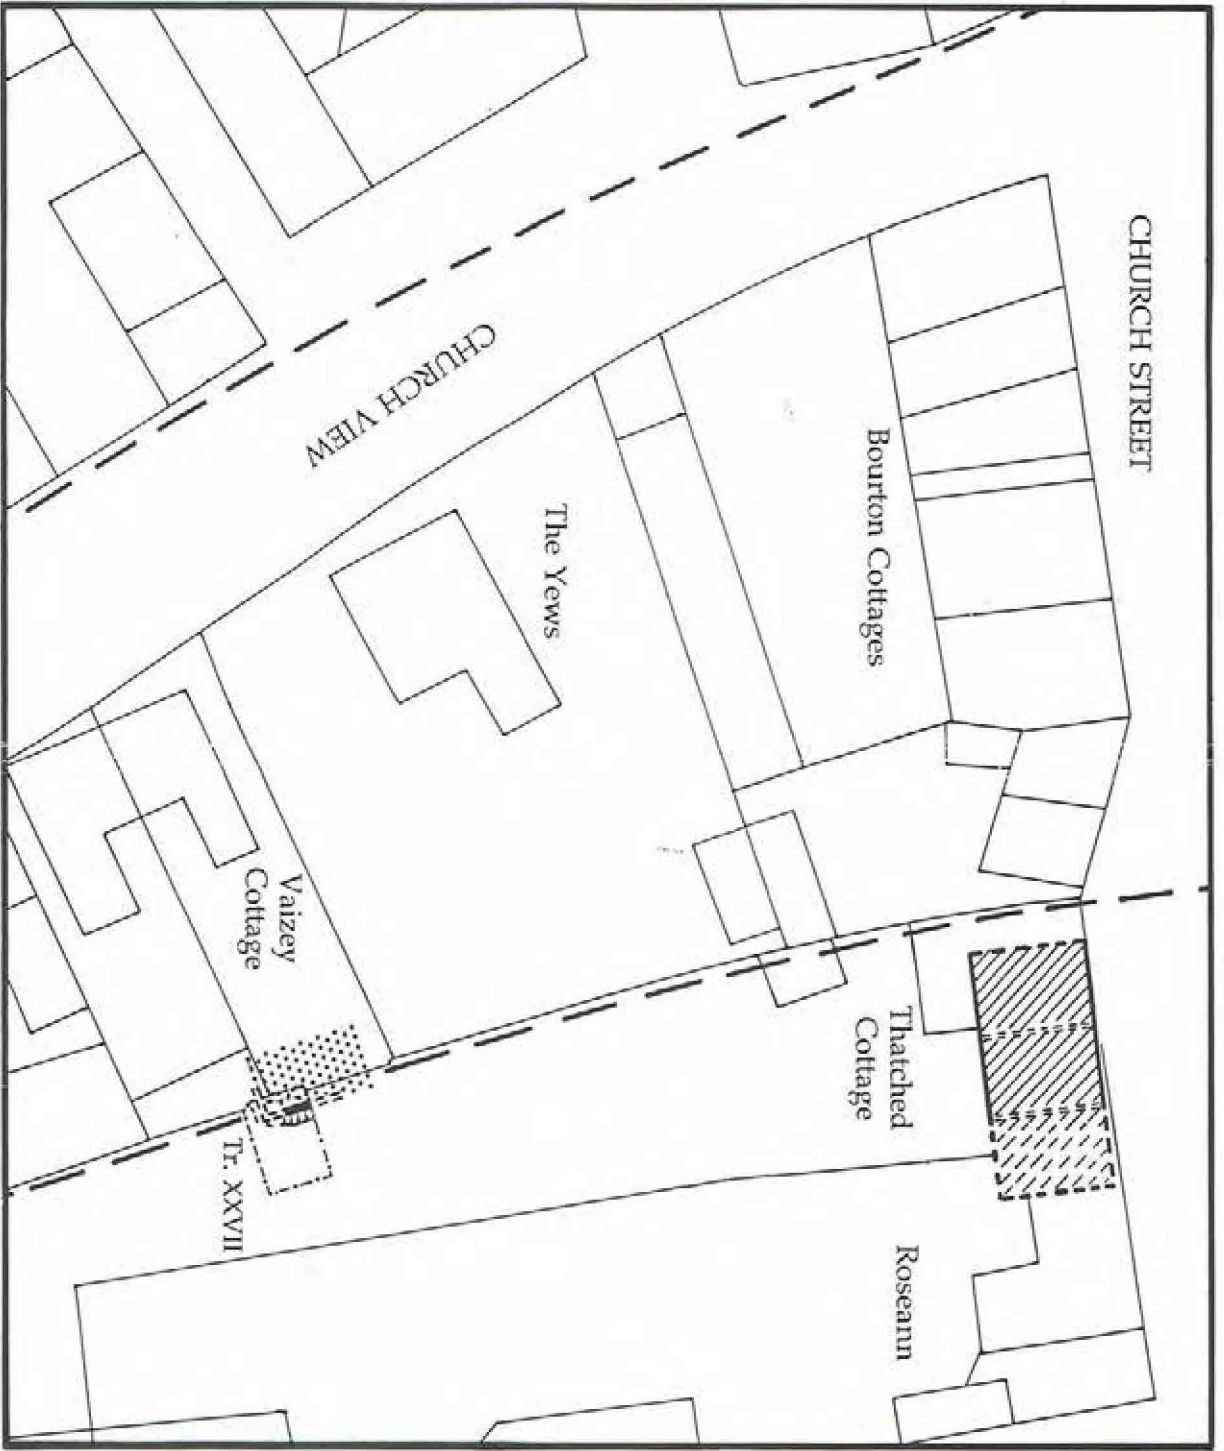 CHURCH STREET
CHURCH VIEW
Bourton Cottages
The Yews
Thatched
Cottage
Vaizey
Cottage
Roseann
Tr. XXVII